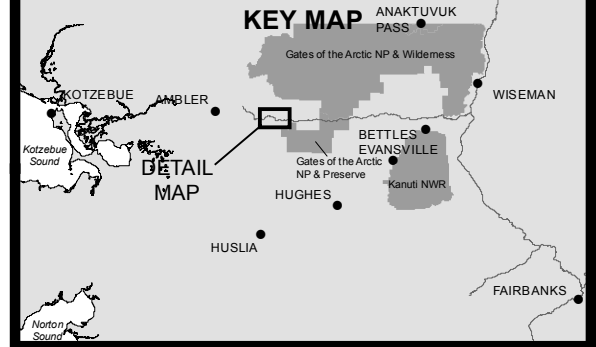 KEY MAP
ANAKTUVUK
PASS
Gates of the Arctic NP & Wilderness
KOTZEBUE
AMBLER
WISEMAN
Kotzebue
Sound
BETTLES
EVANSVILLE
DETAIL
MAP
Gates of the Arctic
NP & Preserve
Kanuti NWR
HUGHES
HUSLIA
FAIRBANKS
Norton
Sound